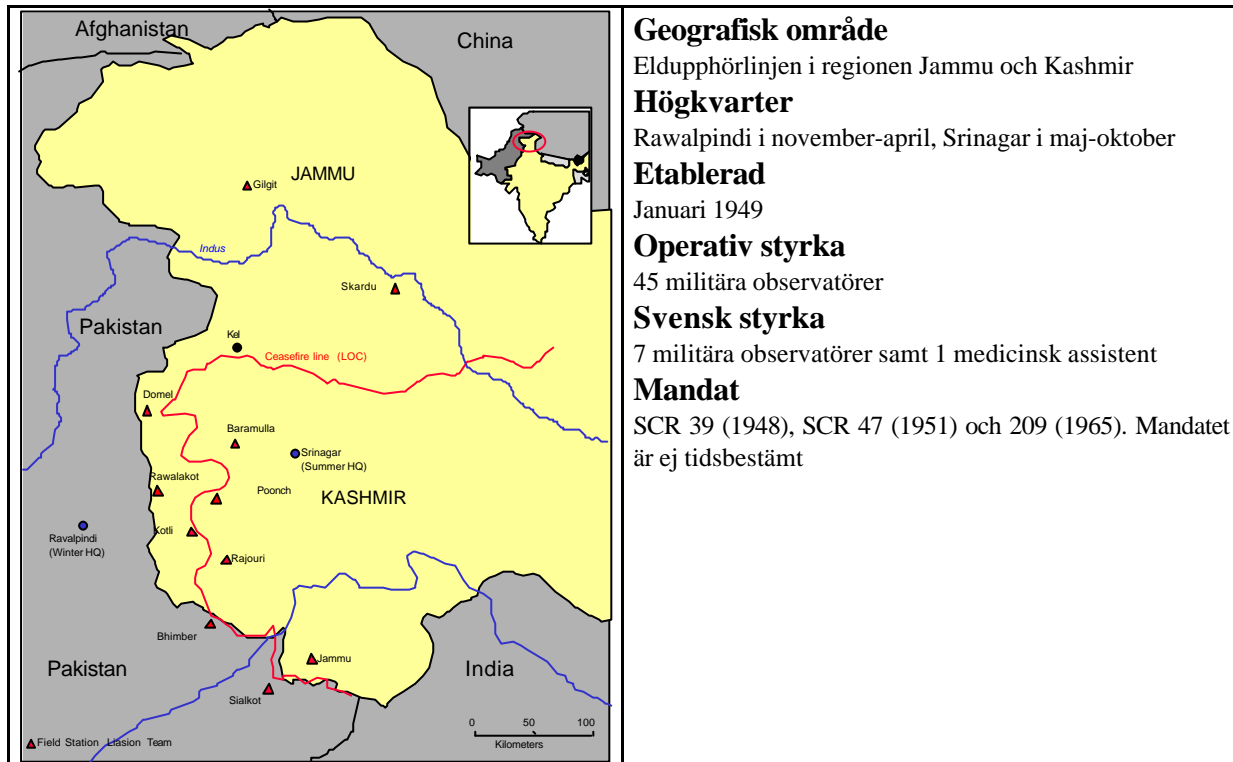 Afghanistan
China
JAMMU
Gilgit
Indus
Skardu
Pakistan
Kel
Ceasefire line (LOC)
Domel
Baramulla
Srinagar
(Summer HQ)
Rawalakot
Poonch
KASHMIR
Ravalpindi
(Winter HQ)
Kotli
Rajouri
Bhimber
Pakistan
Jammu
India
Sialkot
0 50 100
Kilometers
Field Station Liasion Team
Geografisk område
Eldupphörlinjen i regionen Jammu och Kashmir
Högkvarter
Rawalpindi i november-april, Srinagar i maj-oktober
Etablerad
Januari 1949
Operativ styrka
45 militära observatörer
Svensk styrka
7 militära observatörer samt 1 medicinsk assistent
Mandat
SCR 39 (1948), SCR 47 (1951) och 209 (1965). Mandatet
är ej tidsbestämt